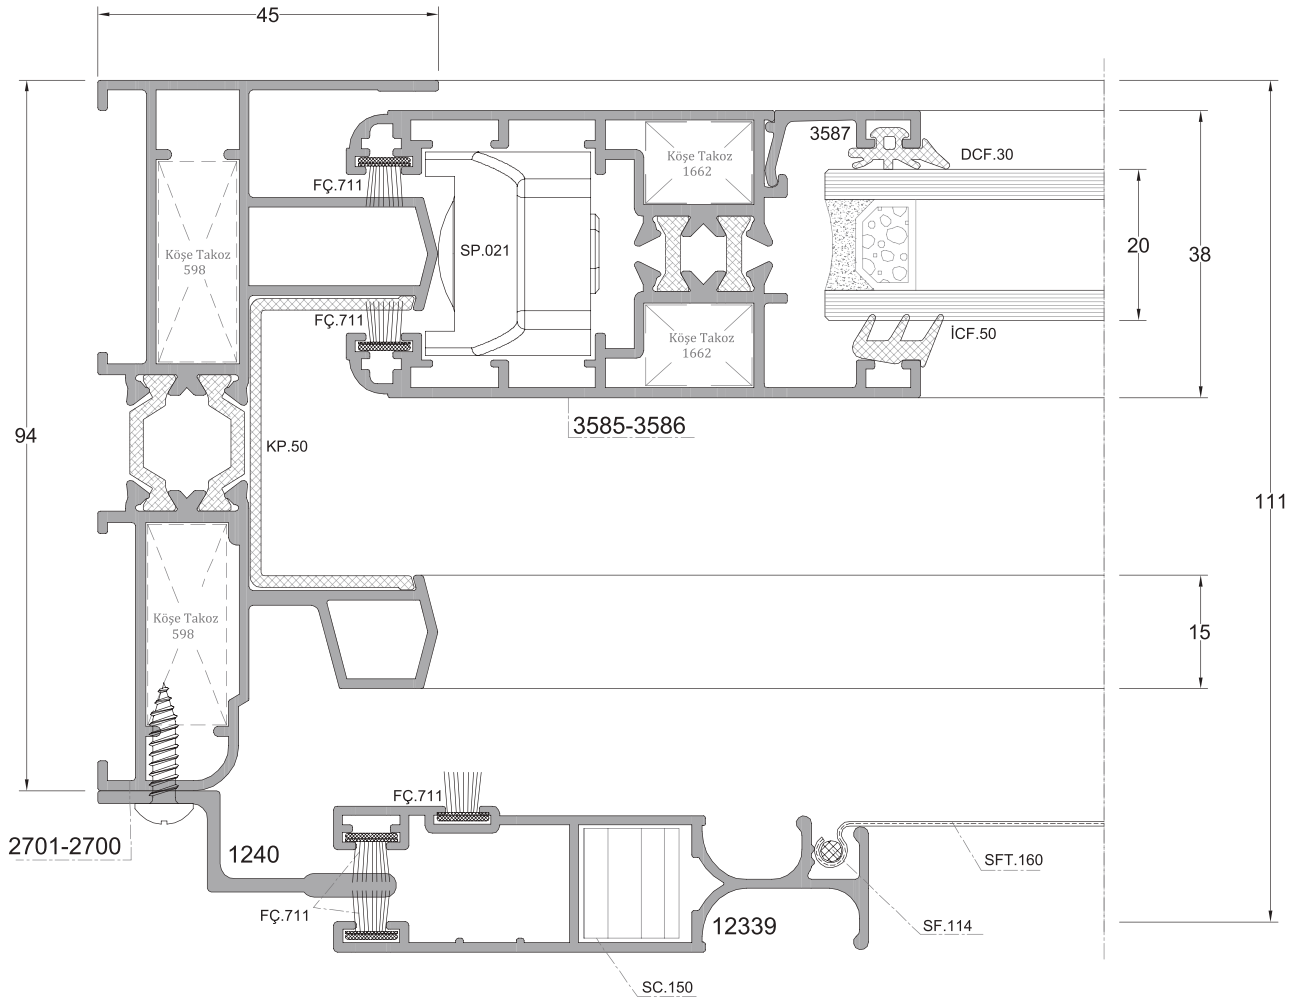 45
3587
DCF.30
Köşe Takoz
1662
FÇ.711
Köşe Takoz
598
SP.021
20
38
FÇ.711
Köşe Takoz
1662
İCF.50
3585-3586
94
KP.50
111
Köşe Takoz
598
15
FÇ.711
2701-2700
1240
SFT.160
FÇ.711
12339
SF.114
SC.150